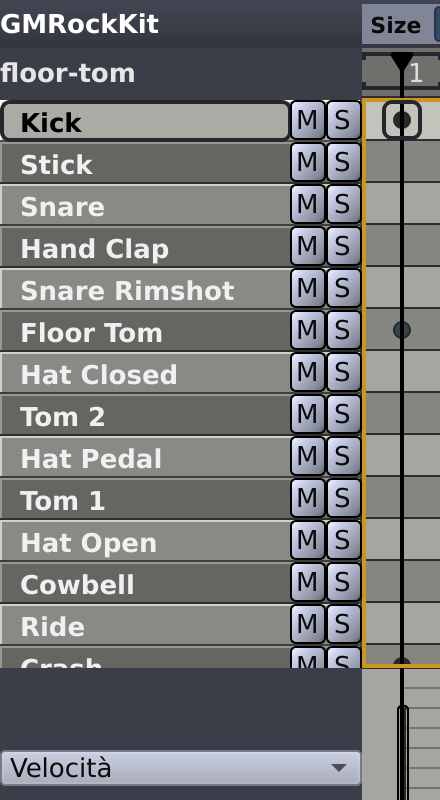 GMRockKit
Size
floor-tom
1
Kick M S
Stick M S
Snare M S
Hand Clap M S
Snare Rimshot M S
Floor Tom M S
Hat Closed M S
Tom 2 M S
Hat Pedal M S
Tom 1 M S
Hat Open M S
Cowbell M S
Ride M S
Crash M S
Velocità